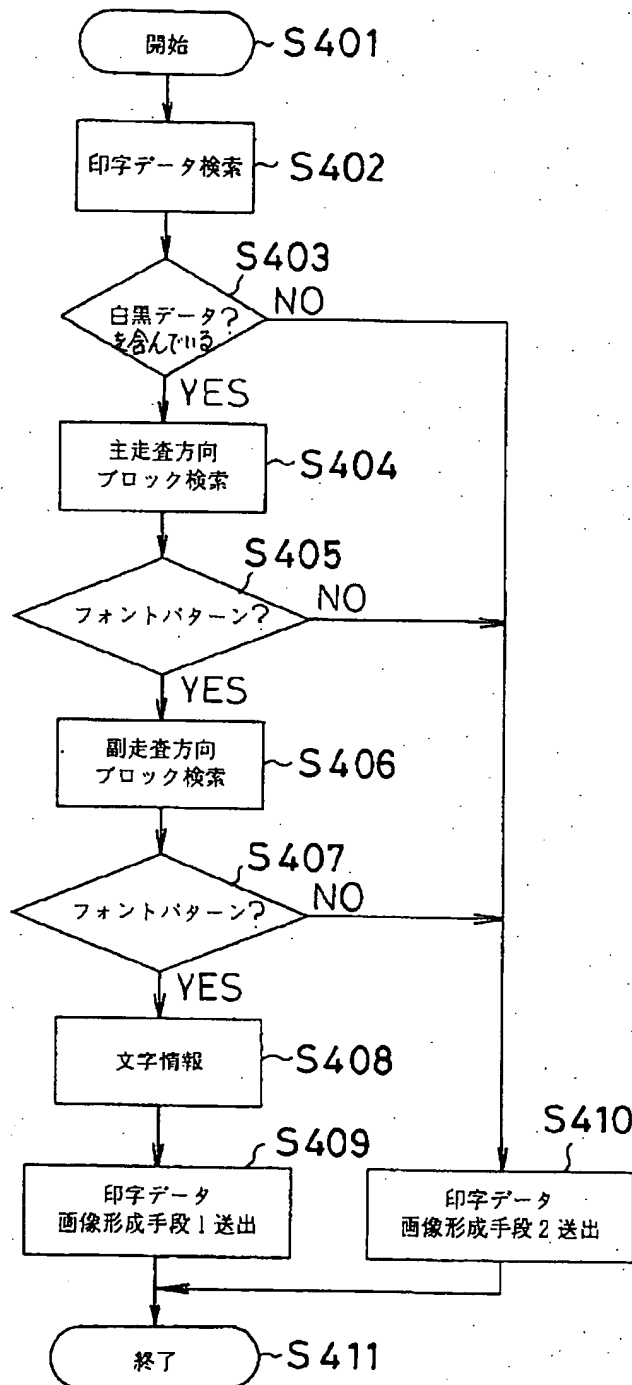 開始
S401
印字データ検索
S402
S403
白黒データ?
を含んでいる
NO
YES
主走査方向
ブロック検索
S404
S405
フォントパターン?
NO
YES
副走査方向
ブロック検索
S406
S407
フォントパターン?
NO
YES
文字情報
S408
S409
印字データ
画像形成手段1送出
S410
印字データ
画像形成手段2送出
終了
S411